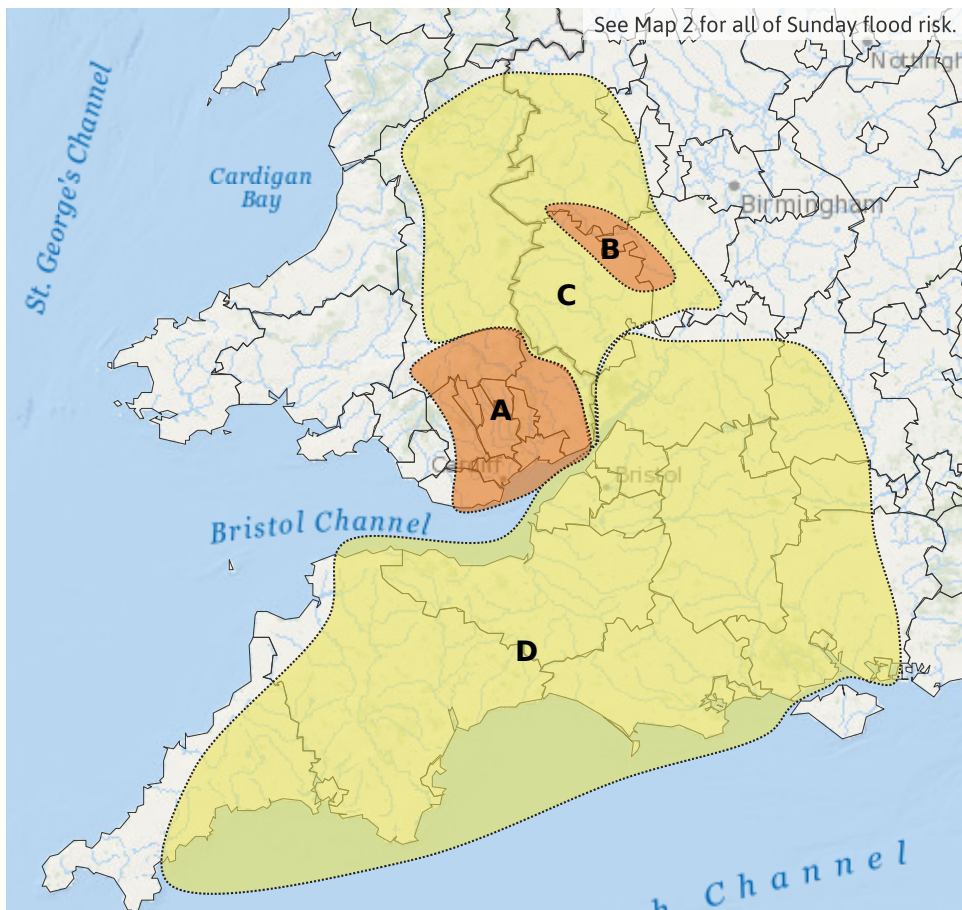 See Map 2 for all of Sunday flood risk.
Nottingh
St. George's Channel
Cardigan
Bay
Birmingham
B
C
A
Cardiff
Bristol
Bristol Channel
D
h Channel